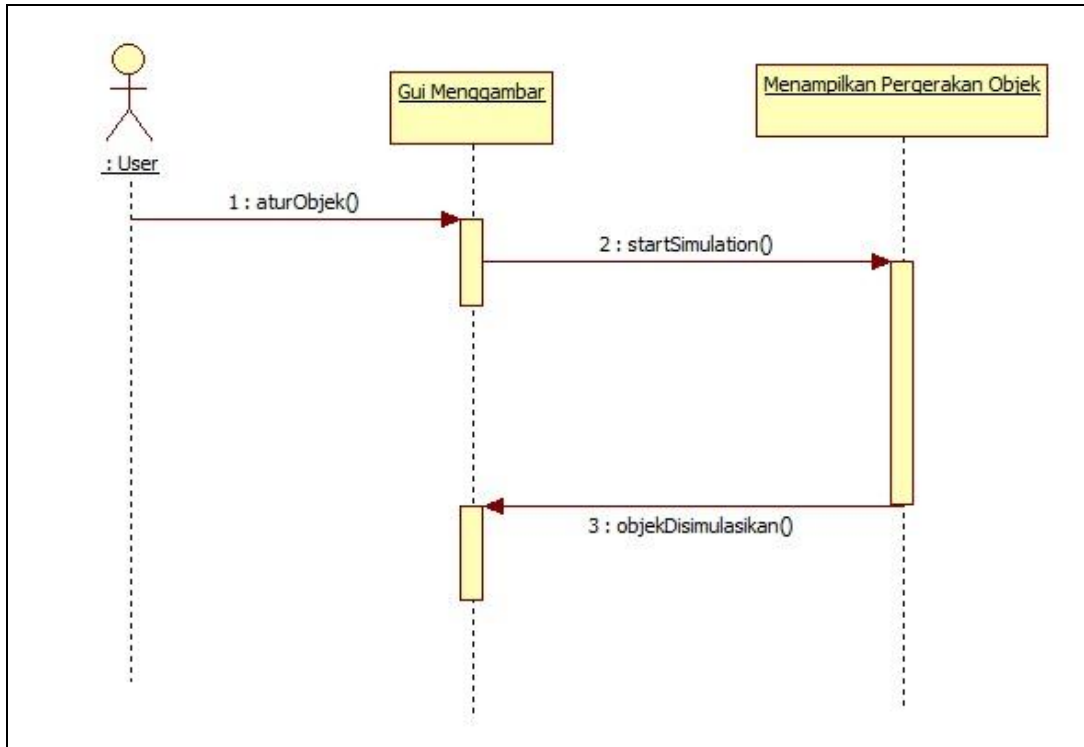 : User
Gui Menggambar
Menampilkan Pergerakan Objek
1 : aturObjek()
2 : startSimulation()
3 : objekDisimulasikan()